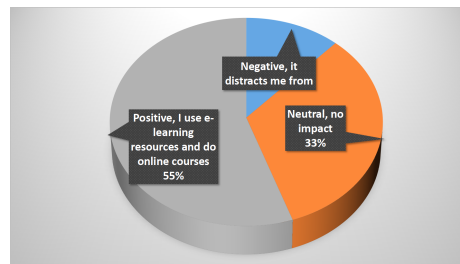 Negative, it
distracts me from
Neutral, no
impact
33%
Positive, I use e-
learning
resources and do
online courses
55%